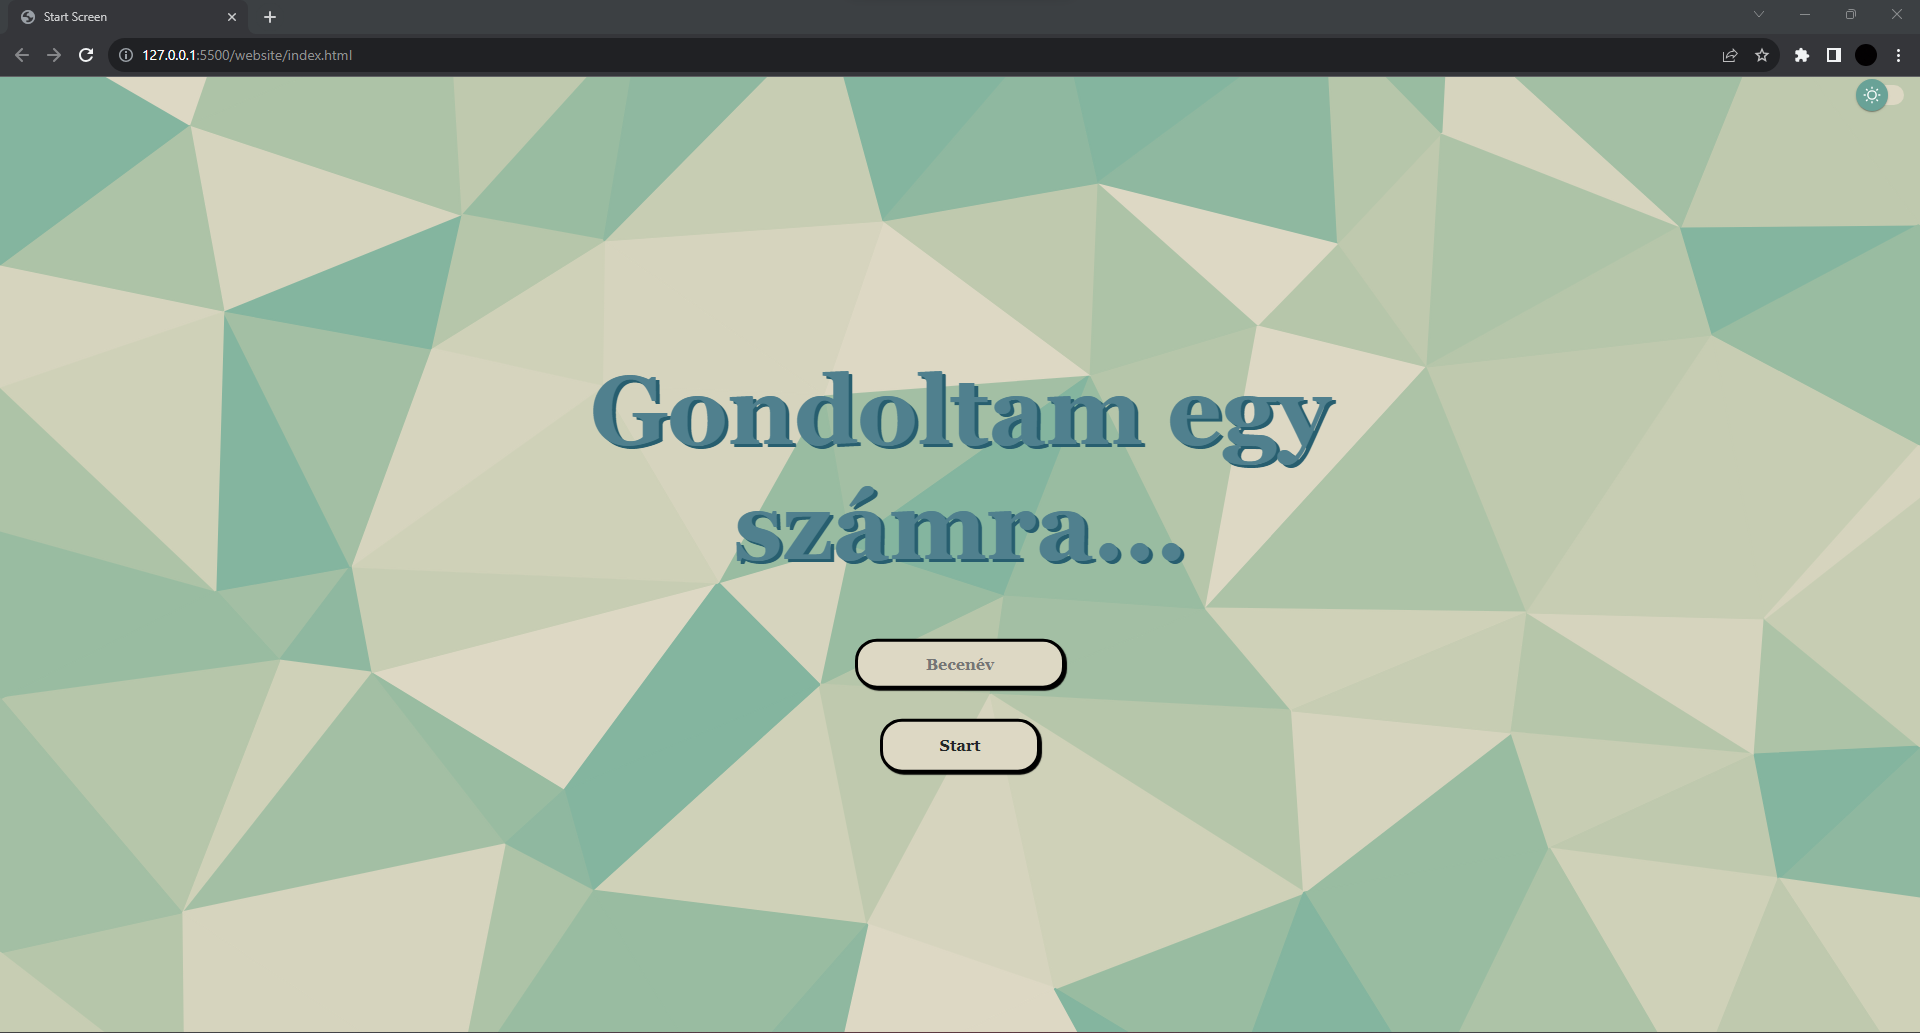 Start Screen
127.0.0.1:5500/website/index.html
Gondoltam egy
számra...
Becenév
Start